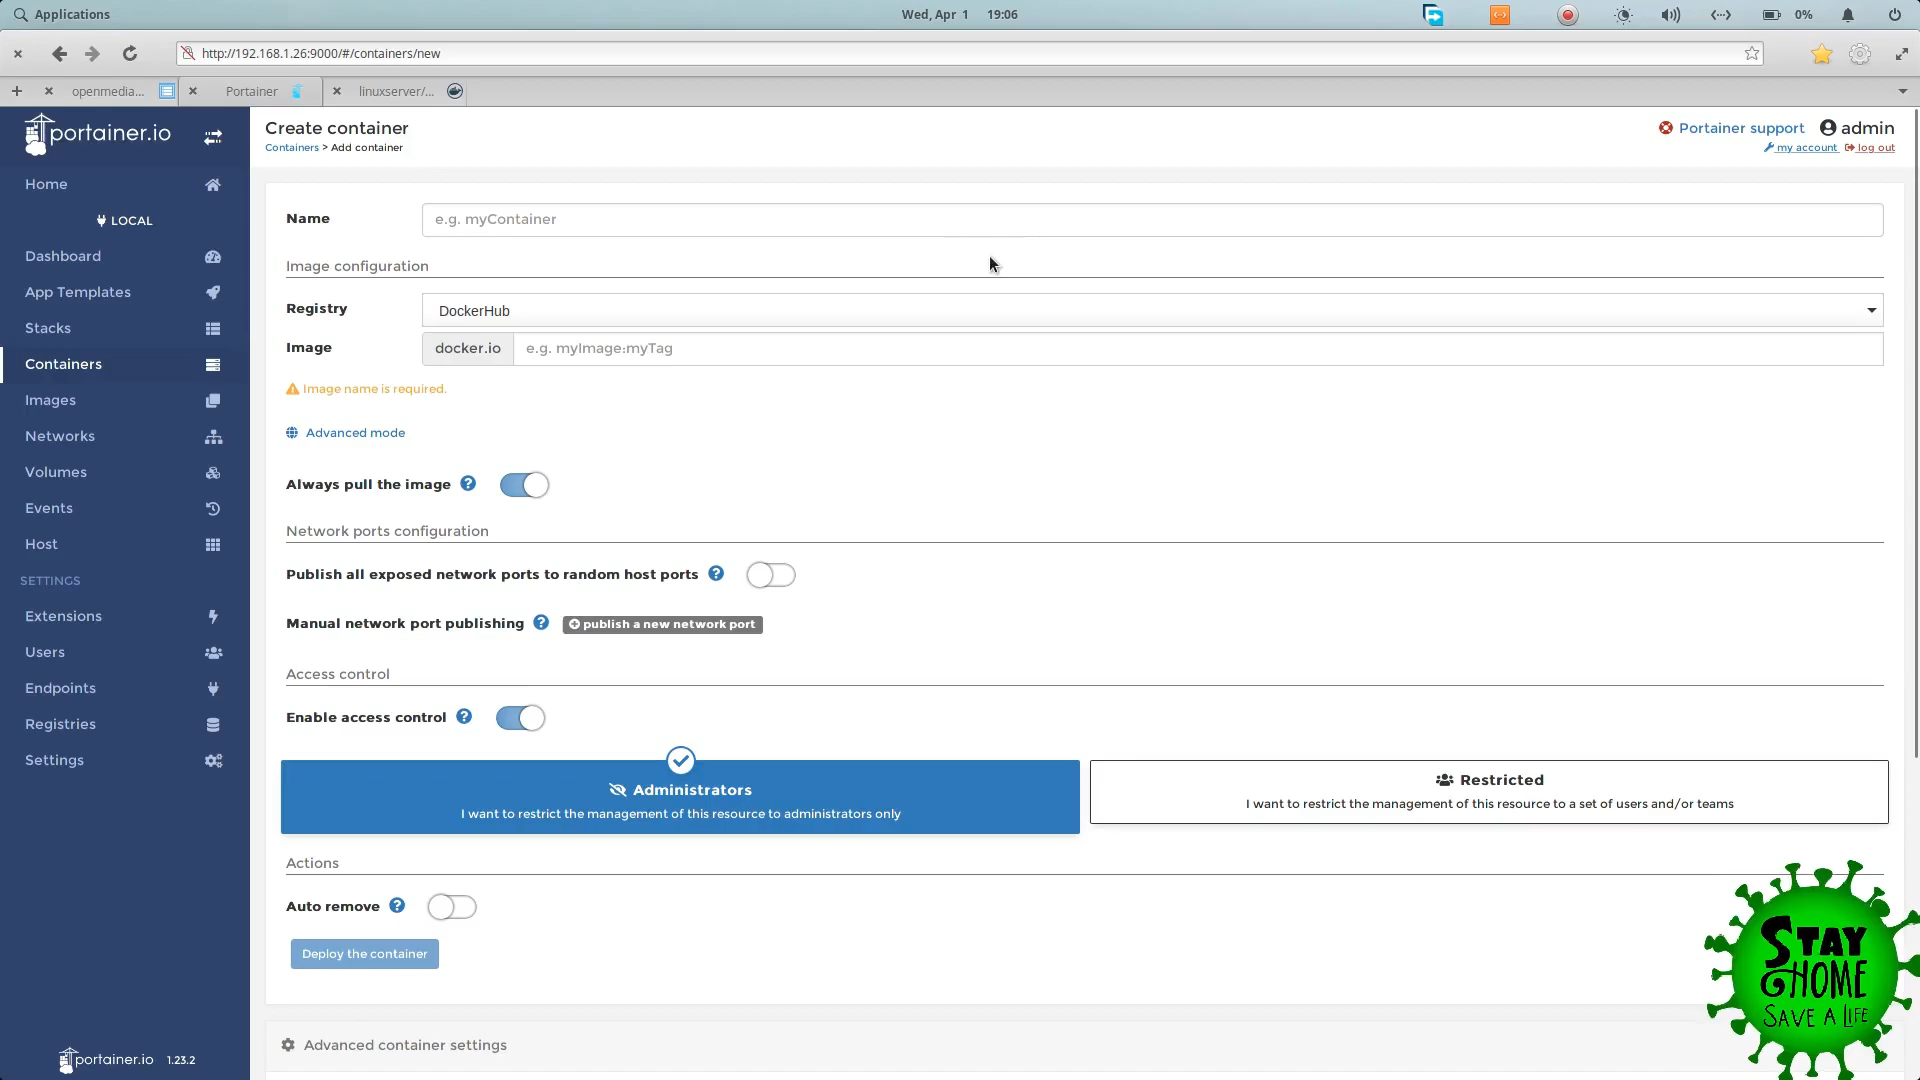 Applications
Wed, Apr 1 19:06
0%
http://192.168.1.26:9000/#/containers/new
openmedia...
Portainer
linuxserver/...
portainer.io
Create container
Containers > Add container
Portainer support
admin
my account
log out
Home
LOCAL
Dashboard
App Templates
Stacks
Containers
Images
Networks
Volumes
Events
Host
SETTINGS
Extensions
Users
Endpoints
Registries
Settings
portainer.io 1.23.2
Name
e.g. myContainer
Image configuration
Registry
DockerHub
Image
docker.io
e.g. myImage:myTag
Image name is required.
Advanced mode
Always pull the image
Network ports configuration
Publish all exposed network ports to random host ports
Manual network port publishing
publish a new network port
Access control
Enable access control
Administrators
I want to restrict the management of this resource to administrators only
Restricted
I want to restrict the management of this resource to a set of users and/or teams
Actions
Auto remove
Deploy the container
Advanced container settings
STAY
@HOME
SAVE A LIFE